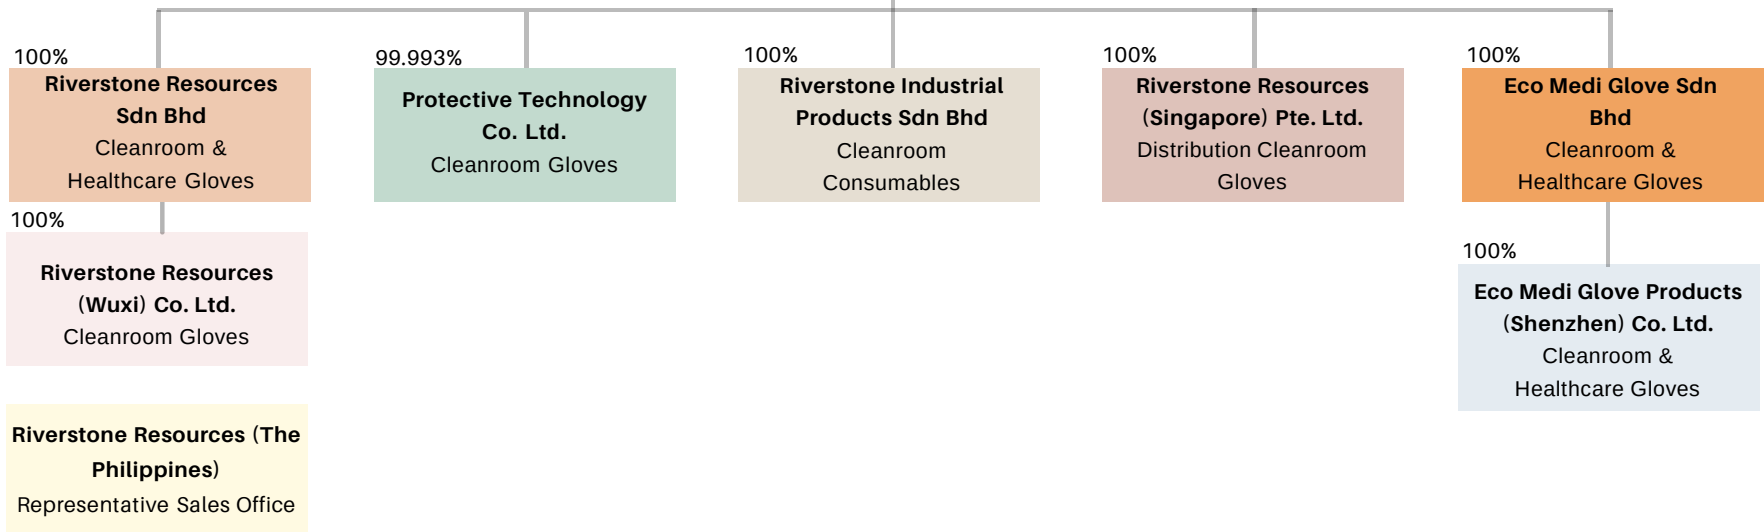 100%
Riverstone Resources
Sdn Bhd
Cleanroom &
Healthcare Gloves
99.993%
Protective Technology
Co. Ltd.
Cleanroom Gloves
100%
Riverstone Industrial
Products Sdn Bhd
Cleanroom
Consumables
100%
Riverstone Resources
(Singapore) Pte. Ltd.
Distribution Cleanroom
Gloves
100%
Eco Medi Glove Sdn
Bhd
Cleanroom &
Healthcare Gloves
100%
Riverstone Resources
(Wuxi) Co. Ltd.
Cleanroom Gloves
100%
Eco Medi Glove Products
(Shenzhen) Co. Ltd.
Cleanroom &
Healthcare Gloves
Riverstone Resources (The
Philippines)
Representative Sales Office